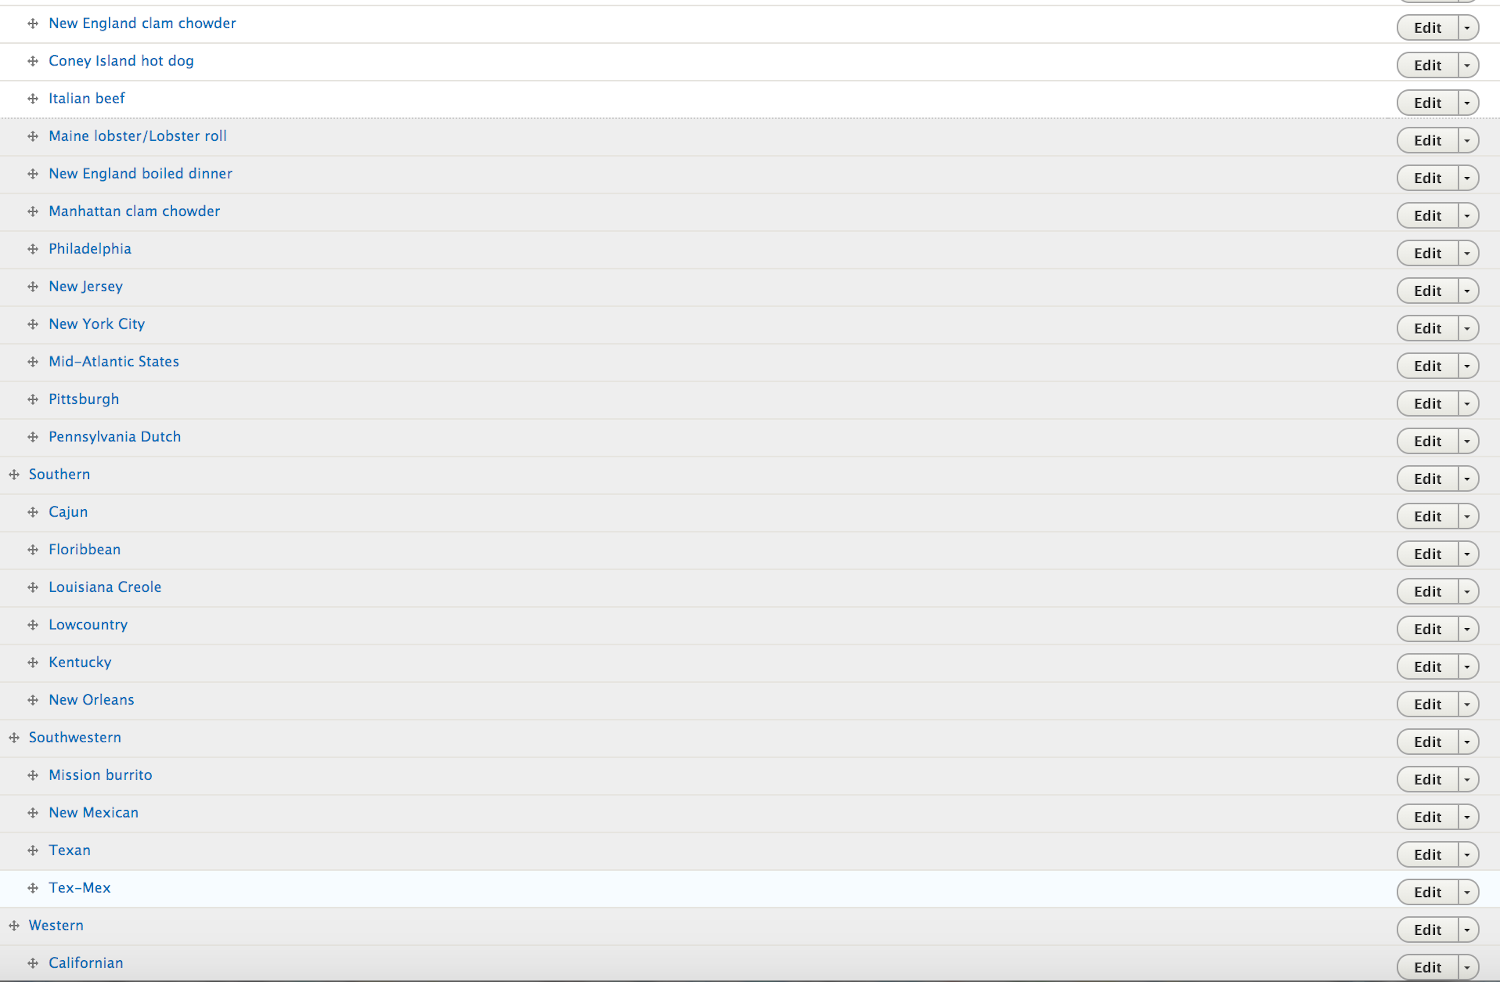 New England clam chowder Edit
Coney Island hot dog Edit
Italian beef Edit
Maine lobster/Lobster roll Edit
New England boiled dinner Edit
Manhattan clam chowder Edit
Philadelphia Edit
New Jersey Edit
New York City Edit
Mid-Atlantic States Edit
Pittsburgh Edit
Pennsylvania Dutch Edit
Southern Edit
Cajun Edit
Floribbean Edit
Louisiana Creole Edit
Lowcountry Edit
Kentucky Edit
New Orleans Edit
Southwestern Edit
Mission burrito Edit
New Mexican Edit
Texan Edit
Tex-Mex Edit
Western Edit
Californian Edit